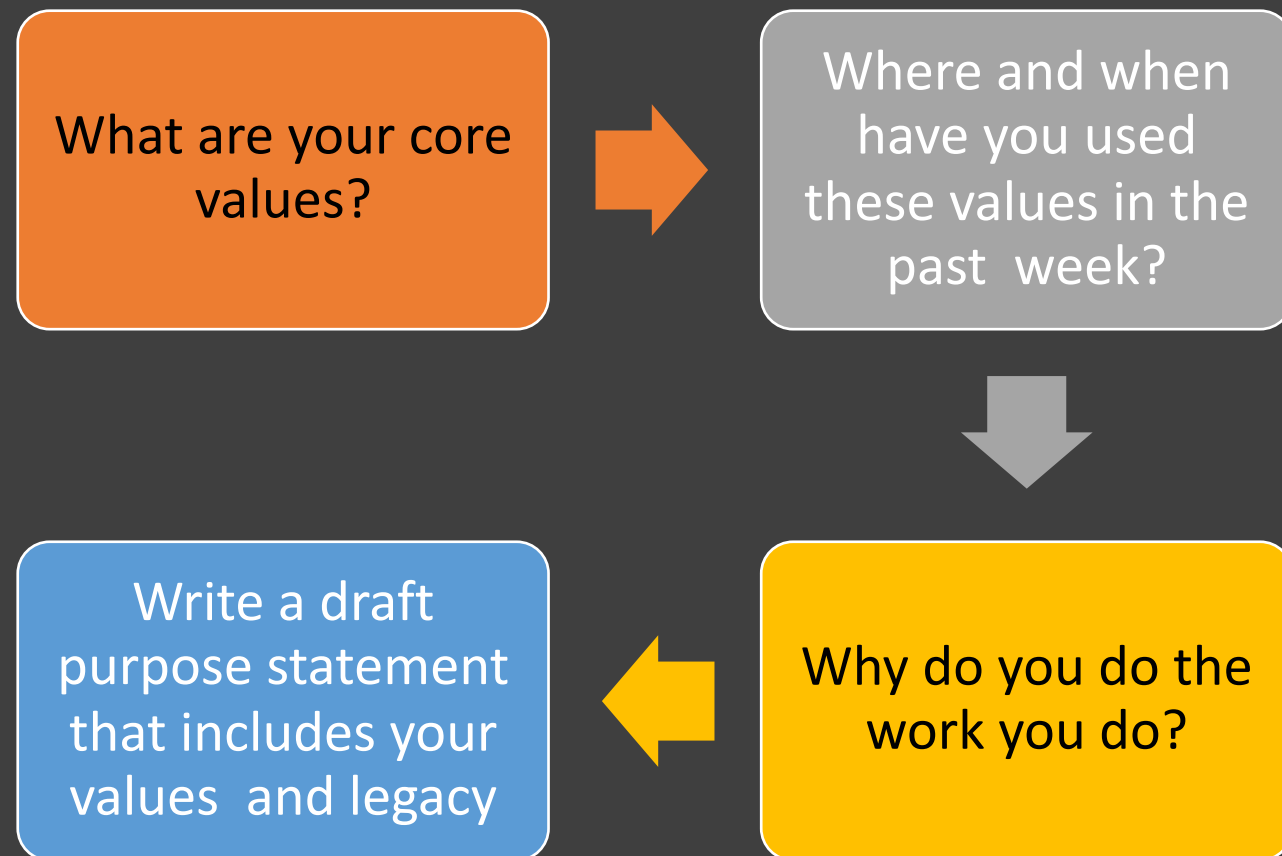 What are your core
values?
Where and when
have you used
these values in the
past  week?
Why do you do the
work you do?
Write a draft
purpose statement
that includes your
values  and legacy